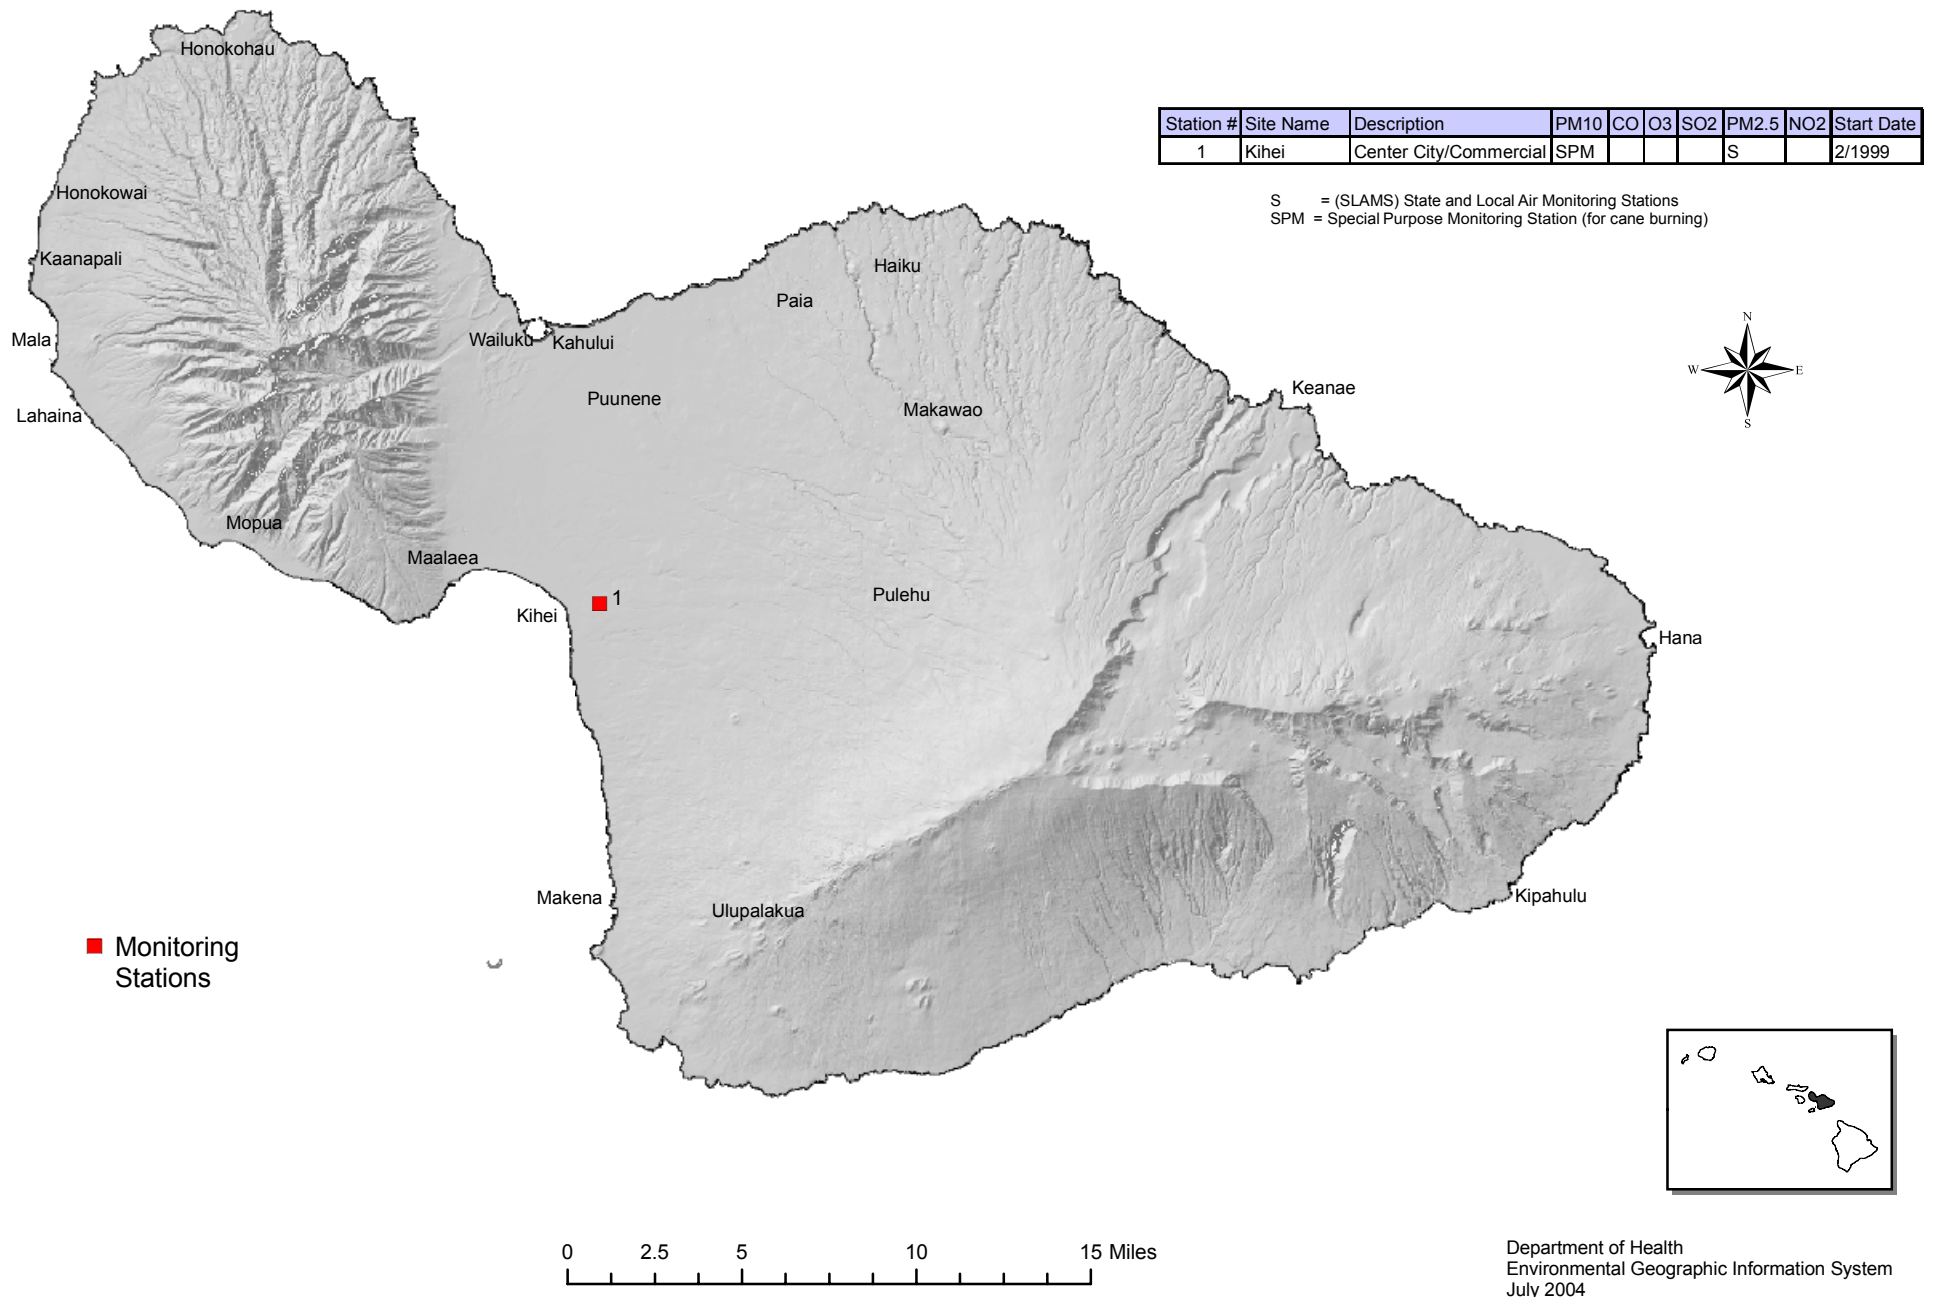 Honokohau
Station # Site Name Description PM10 CO O3 SO2 PM2.5 NO2 Start Date
1 Kihei Center City/Commercial SPM S 2/1999
S = (SLAMS) State and Local Air Monitoring Stations
SPM = Special Purpose Monitoring Station (for cane burning)
Honokowai
Kaanapali
Haiku
Paia
Mala
Wailuku
Kahului
N
W
E
S
Puunene
Keanae
Makawao
Lahaina
Mopua
Maalaea
Pulehu
1
Kihei
Hana
Makena
Ulupalakua
Kipahulu
Monitoring
Stations
0 2.5 5 10 15 Miles
Department of Health
Environmental Geographic Information System
July 2004